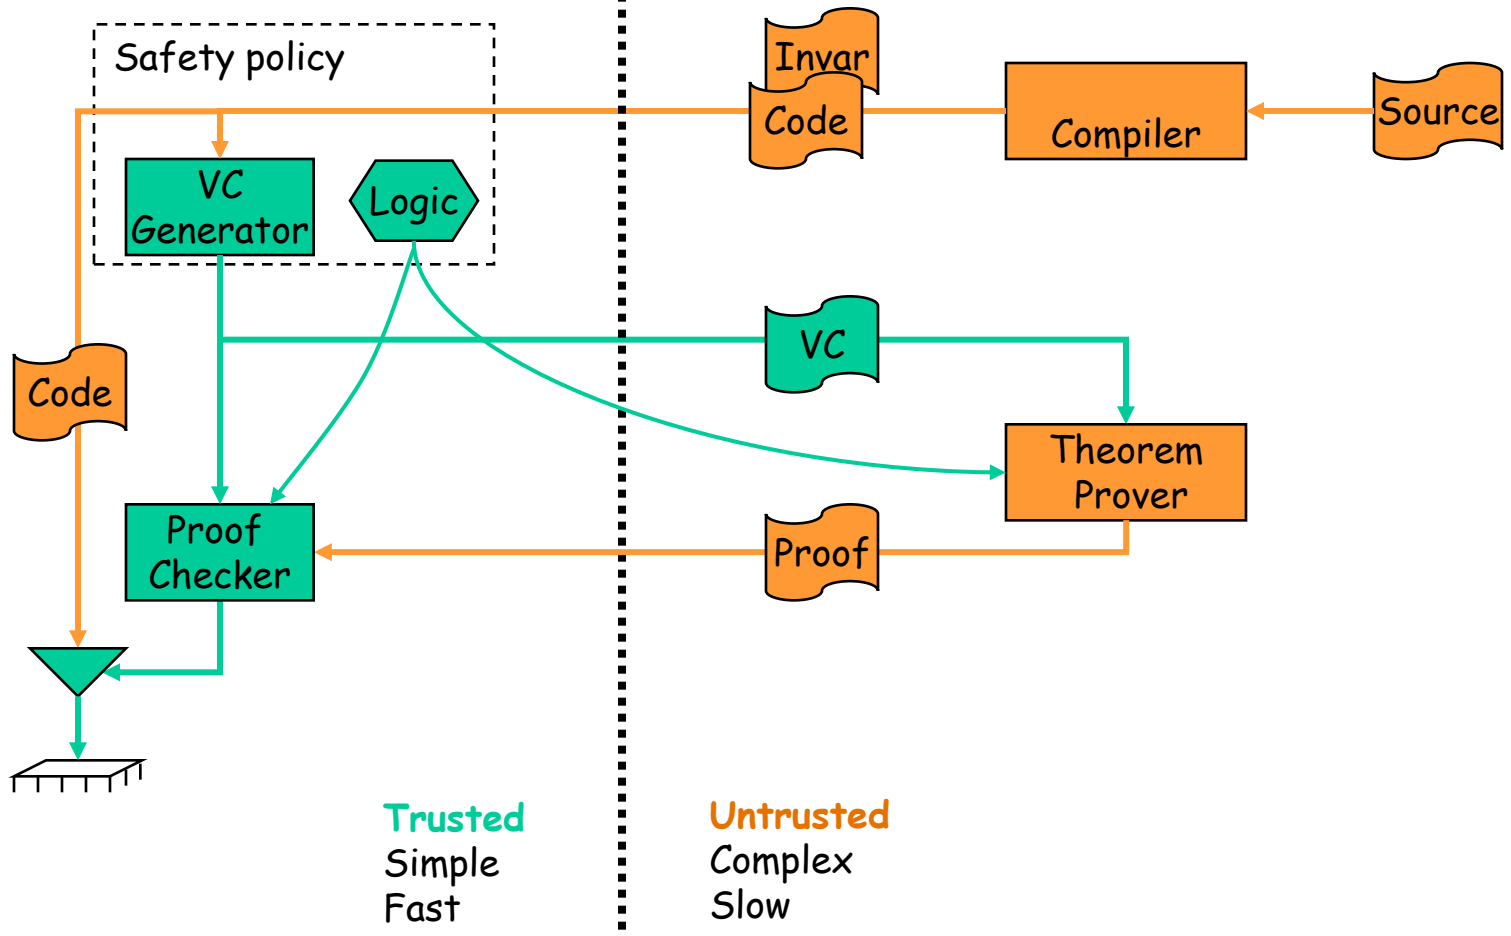 Safety policy
Invar
Code
Compiler
Source
VC
Generator
Logic
VC
Code
Theorem
Prover
Proof
Checker
Proof
Trusted
Simple
Fast
Untrusted
Complex
Slow